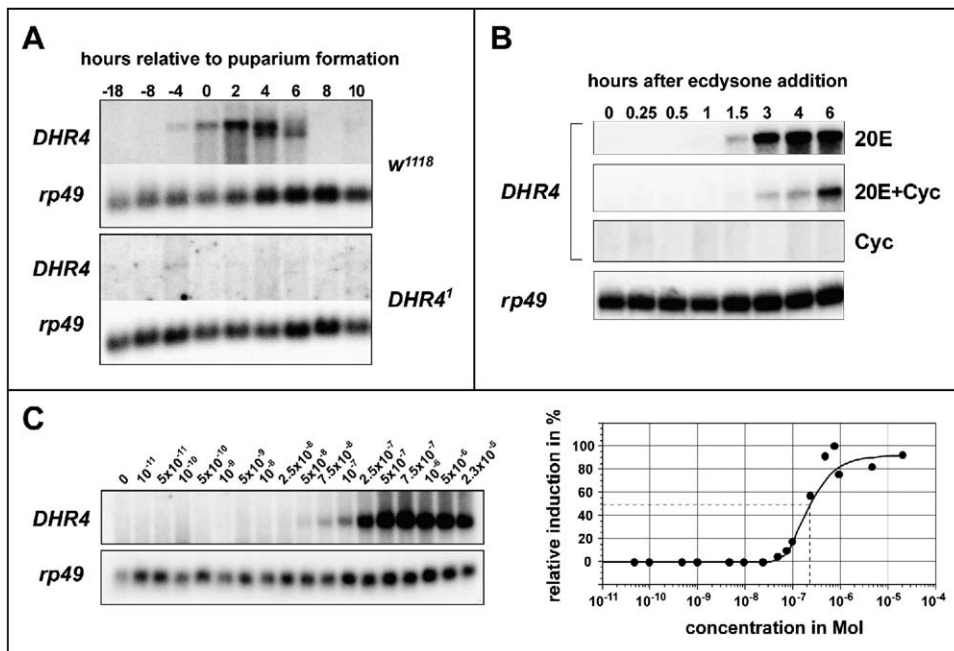 A
hours relative to puparium formation
-18 -8 -4 0 2 4 6 8 10
DHR4
w¹¹¹⁸
rp49
DHR4
DHR4¹
rp49
B
hours after ecdysone addition
0 0.25 0.5 1 1.5 3 4 6
20E
DHR4
20E+Cyc
Cyc
rp49
C
0 10⁻¹¹ 5x10⁻¹¹ 10⁻¹⁰ 5x10⁻¹⁰ 10⁻⁹ 5x10⁻⁹ 10⁻⁸ 2.5x10⁻⁸ 5x10⁻⁸ 7.5x10⁻⁸ 10⁻⁷ 2.5x10⁻⁷ 5x10⁻⁷ 7.5x10⁻⁷ 10⁻⁶ 5x10⁻⁶ 2.3x10⁻⁵
DHR4
rp49
relative induction in %
100
80
60
40
20
0
10⁻¹¹ 10⁻¹⁰ 10⁻⁹ 10⁻⁸ 10⁻⁷ 10⁻⁶ 10⁻⁵ 10⁻⁴
concentration in Mol